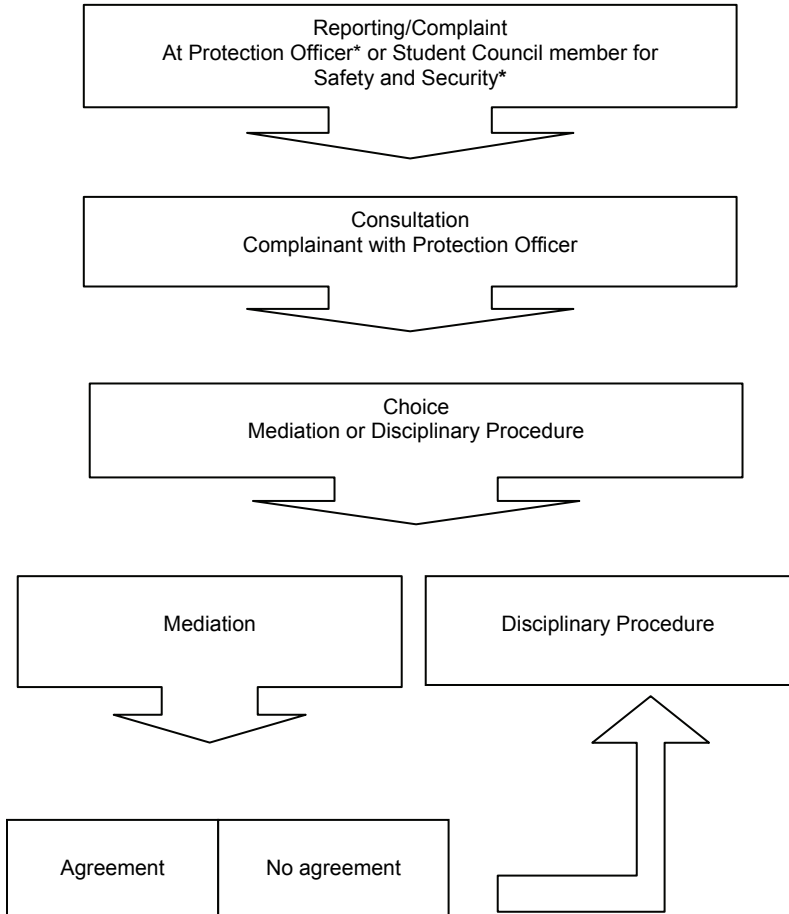 Reporting/Complaint
At Protection Officer* or Student Council member for
Safety and Security*
Consultation
Complainant with Protection Officer
Choice
Mediation or Disciplinary Procedure
Mediation
Disciplinary Procedure
Agreement
No agreement